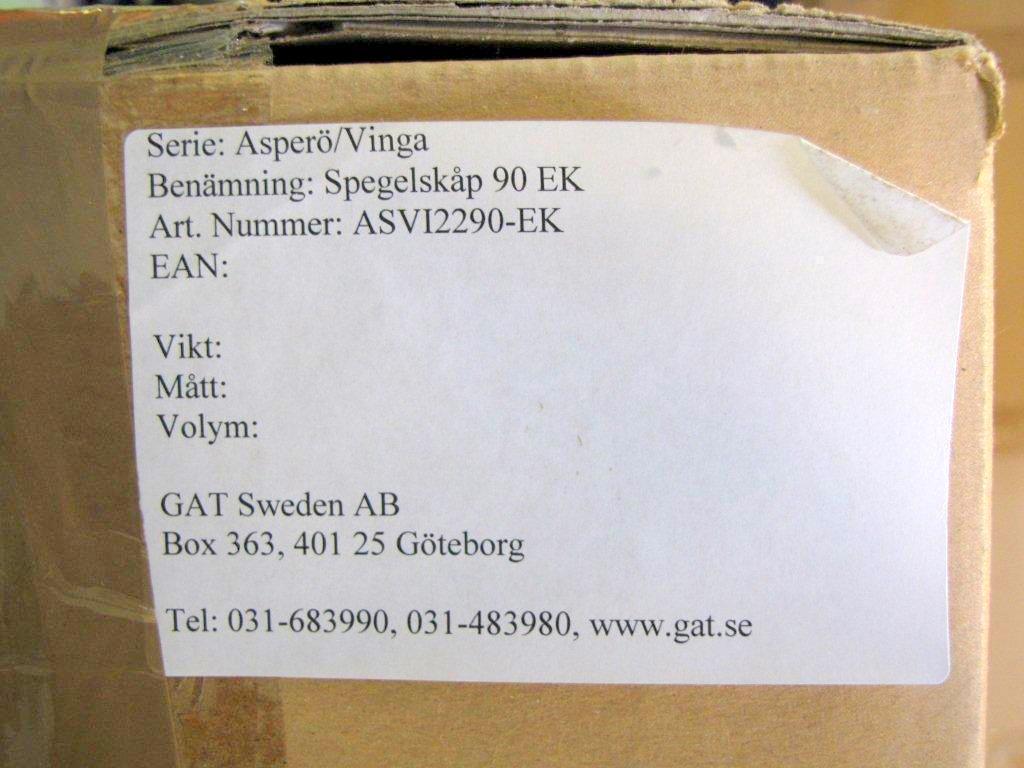 Serie: Asperö/Vinga
Benämning: Spegelskåp 90 EK
Art. Nummer: ASVI2290-EK
EAN:
Vikt:
Mått:
Volym:
GAT Sweden AB
Box 363, 401 25 Göteborg
Tel: 031-683990, 031-483980, www.gat.se